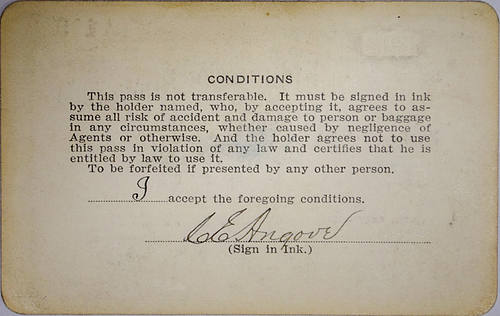 CONDITIONS
This pass is not transferable. It must be signed in ink
by the holder named, who, by accepting it, agrees to as-
sume all risk of accident and damage to person or baggage
in any circumstances, whether caused by negligence of
Agents or otherwise. And the holder agrees not to use
this pass in violation of any law and certifies that he is
entitled by law to use it.
To be forfeited if presented by any other person.
I accept the foregoing conditions.
C E Angove
(Sign in Ink.)